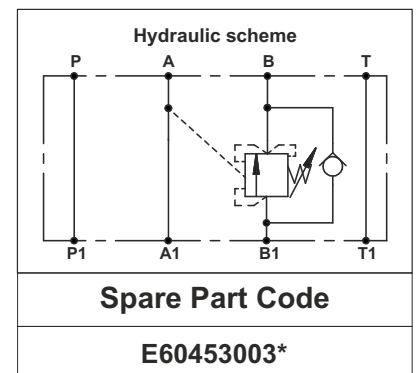 Hydraulic scheme
P A B T
P1 A1 B1 T1
Spare Part Code
E60453003*